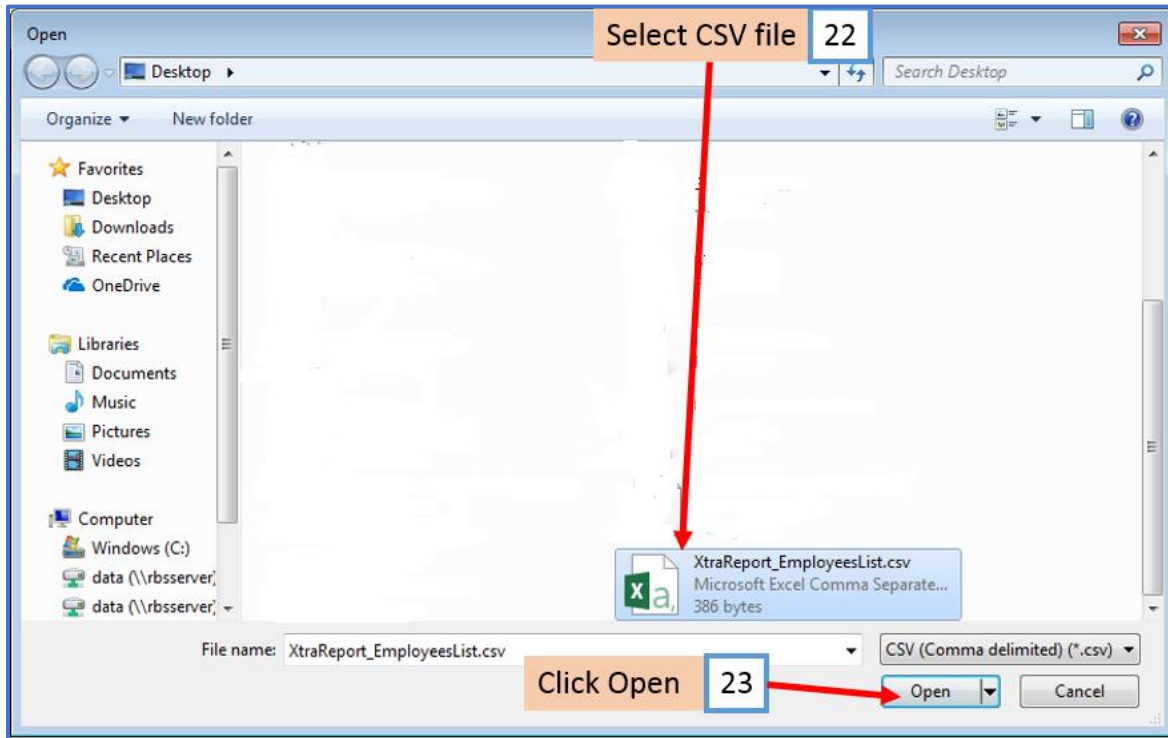 Open
Select CSV file 22
Desktop
Search Desktop
Organize New folder
Favorites
Desktop
Downloads
Recent Places
OneDrive
Libraries
Documents
Music
Pictures
Videos
Computer
Windows (C:)
data (\\rbsserver)
data (\\rbsserver)
XtraReport_EmployeesList.csv
Microsoft Excel Comma Separate...
386 bytes
File name: XtraReport_EmployeesList.csv CSV (Comma delimited) (*.csv)
Click Open 23
Open Cancel